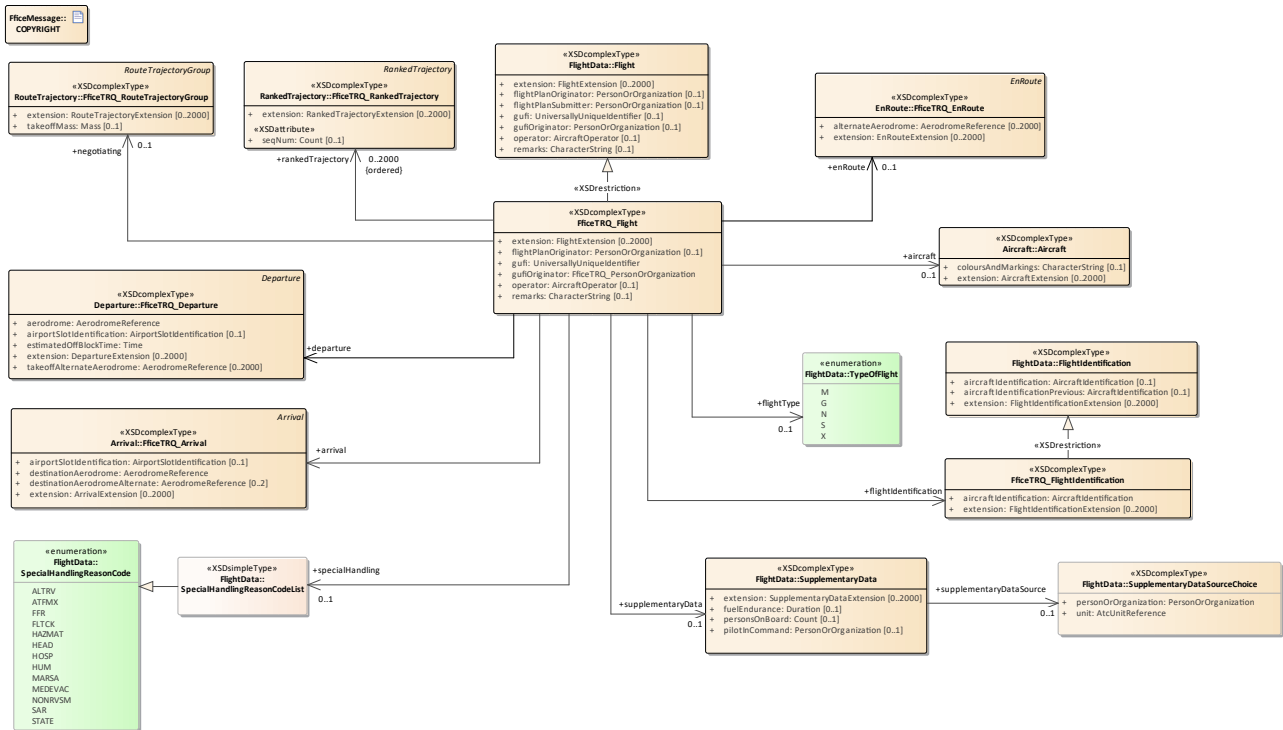 FficeMessage::
COPYRIGHT
RouteTrajectoryGroup
«XSDcomplexType»
RouteTrajectory::FficeTRQ_RouteTrajectoryGroup
+ extension: RouteTrajectoryExtension [0..2000]
+ takeoffMass: Mass [0..1]
+negotiating
0..1
RankedTrajectory
«XSDcomplexType»
RankedTrajectory::FficeTRQ_RankedTrajectory
+ extension: RankedTrajectoryExtension [0..2000]
«XSDattribute»
+ seqNum: Count [0..1]
+rankedTrajectory
0..2000
{ordered}
«XSDcomplexType»
FlightData::Flight
+ extension: FlightExtension [0..2000]
+ flightPlanOriginator: PersonOrOrganization [0..1]
+ flightPlanSubmitter: PersonOrOrganization [0..1]
+ gufi: UniversallyUniqueIdentifier [0..1]
+ gufiOriginator: PersonOrOrganization [0..1]
+ operator: AircraftOperator [0..1]
+ remarks: CharacterString [0..1]
«XSDrestriction»
EnRoute
«XSDcomplexType»
EnRoute::FficeTRQ_EnRoute
+ alternateAerodrome: AerodromeReference [0..2000]
+ extension: EnRouteExtension [0..2000]
+enRoute
0..1
«XSDcomplexType»
FficeTRQ_Flight
+ extension: FlightExtension [0..2000]
+ flightPlanOriginator: PersonOrOrganization [0..1]
+ gufi: UniversallyUniqueIdentifier
+ gufiOriginator: FficeTRQ_PersonOrOrganization
+ operator: AircraftOperator [0..1]
+ remarks: CharacterString [0..1]
+aircraft
0..1
«XSDcomplexType»
Aircraft::Aircraft
+ coloursAndMarkings: CharacterString [0..1]
+ extension: AircraftExtension [0..2000]
Departure
«XSDcomplexType»
Departure::FficeTRQ_Departure
+ aerodrome: AerodromeReference
+ airportSlotIdentification: AirportSlotIdentification [0..1]
+ estimatedOffBlockTime: Time
+ extension: DepartureExtension [0..2000]
+ takeoffAlternateAerodrome: AerodromeReference [0..2000]
+departure
«enumeration»
FlightData::TypeOfFlight
M
G
N
S
X
+flightType
0..1
«XSDcomplexType»
FlightData::FlightIdentification
+ aircraftIdentification: AircraftIdentification [0..1]
+ aircraftIdentificationPrevious: AircraftIdentification [0..1]
+ extension: FlightIdentificationExtension [0..2000]
«XSDrestriction»
Arrival
«XSDcomplexType»
Arrival::FficeTRQ_Arrival
+ airportSlotIdentification: AirportSlotIdentification [0..1]
+ destinationAerodrome: AerodromeReference
+ destinationAerodromeAlternate: AerodromeReference [0..2]
+ extension: ArrivalExtension [0..2000]
+arrival
«XSDcomplexType»
FficeTRQ_FlightIdentification
+ aircraftIdentification: AircraftIdentification
+ extension: FlightIdentificationExtension [0..2000]
+flightIdentification
«enumeration»
FlightData::
SpecialHandlingReasonCode
ALTRV
ATFMX
FFR
FLTCK
HAZMAT
HEAD
HOSP
HUM
MARSA
MEDEVAC
NONRVSM
SAR
STATE
«XSDsimpleType»
FlightData::
SpecialHandlingReasonCodeList
+specialHandling
0..1
+supplementaryData
0..1
«XSDcomplexType»
FlightData::SupplementaryData
+ extension: SupplementaryDataExtension [0..2000]
+ fuelEndurance: Duration [0..1]
+ personsOnBoard: Count [0..1]
+ pilotInCommand: PersonOrOrganization [0..1]
+supplementaryDataSource
0..1
«XSDcomplexType»
FlightData::SupplementaryDataSourceChoice
+ personOrOrganization: PersonOrOrganization
+ unit: AtcUnitReference